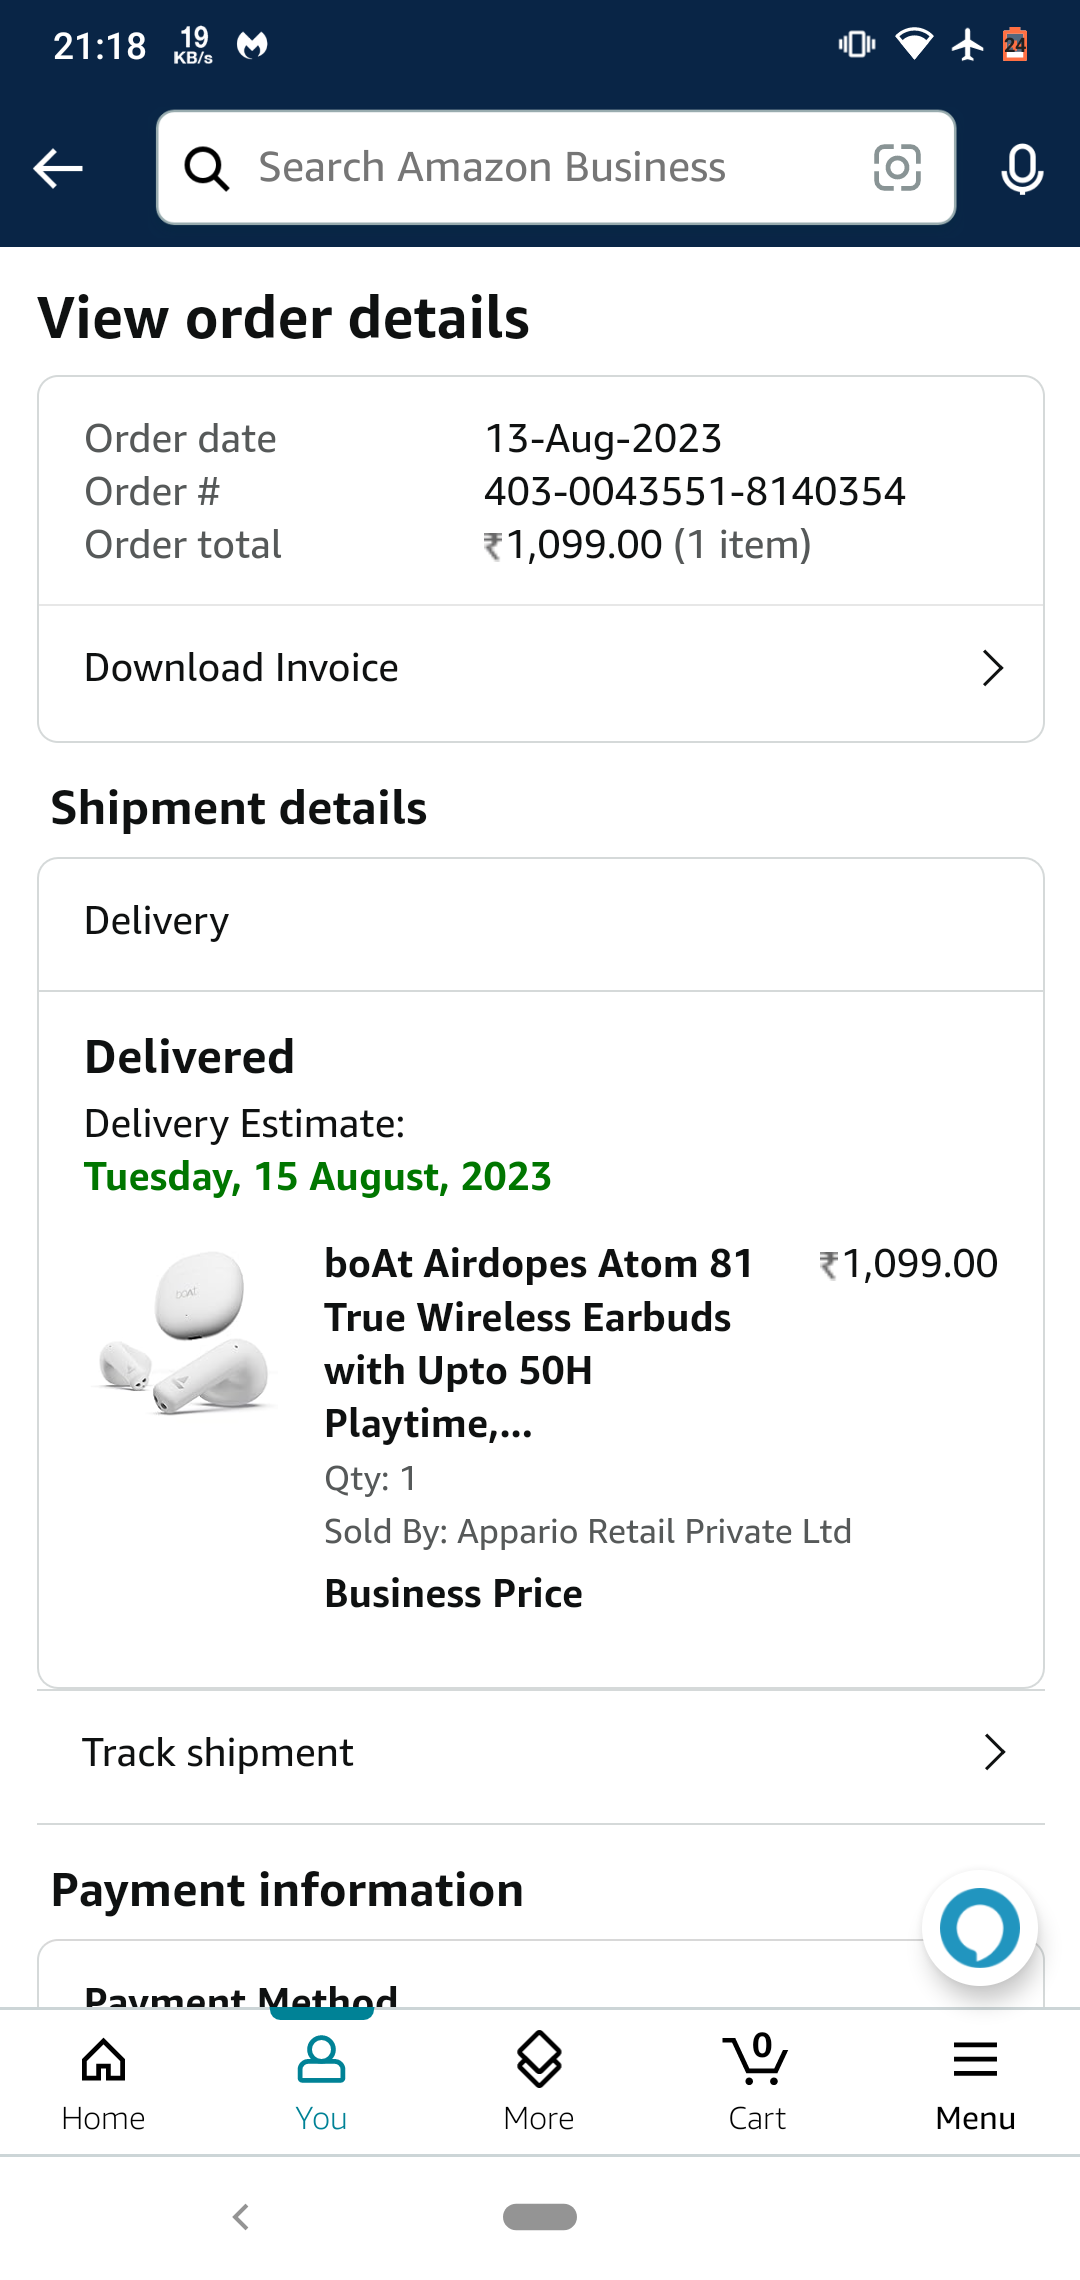 21:18 19 KB/s 24
Search Amazon Business
View order details
Order date 13-Aug-2023
Order # 403-0043551-8140354
Order total ₹1,099.00 (1 item)
Download Invoice
Shipment details
Delivery
Delivered
Delivery Estimate:
Tuesday, 15 August, 2023
boAt
boAt Airdopes Atom 81 ₹1,099.00
True Wireless Earbuds
with Upto 50H
Playtime,...
Qty: 1
Sold By: Appario Retail Private Ltd
Business Price
Track shipment
Payment information
Payment Method
0
Home You More Cart Menu